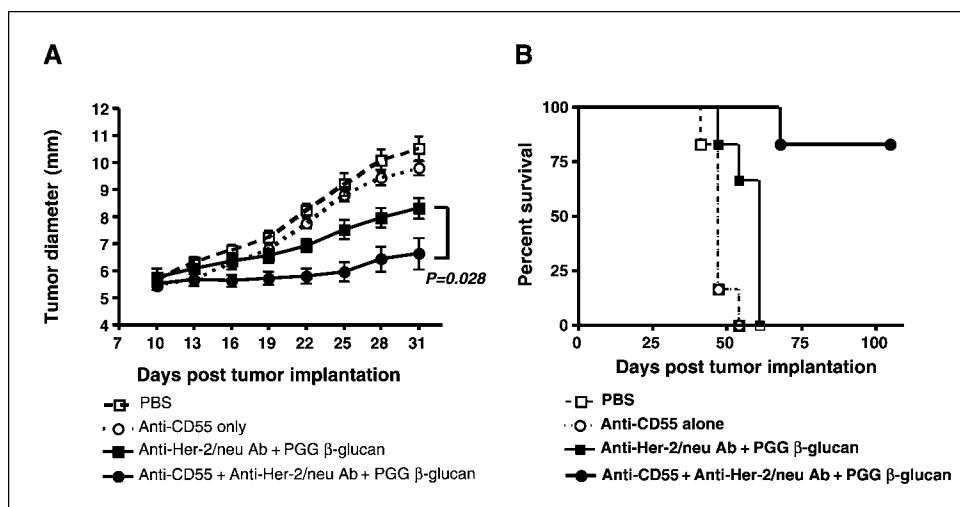 A
B
12
11
10
9
8
7
6
5
4
Tumor diameter (mm)
7 10 13 16 19 22 25 28 31
P=0.028
Days post tumor implantation
PBS
Anti-CD55 only
Anti-Her-2/neu Ab + PGG β-glucan
Anti-CD55 + Anti-Her-2/neu Ab + PGG β-glucan
100
75
50
25
0
Percent survival
0 25 50 75 100
Days post tumor implantation
PBS
Anti-CD55 alone
Anti-Her-2/neu Ab + PGG β-glucan
Anti-CD55 + Anti-Her-2/neu Ab + PGG β-glucan